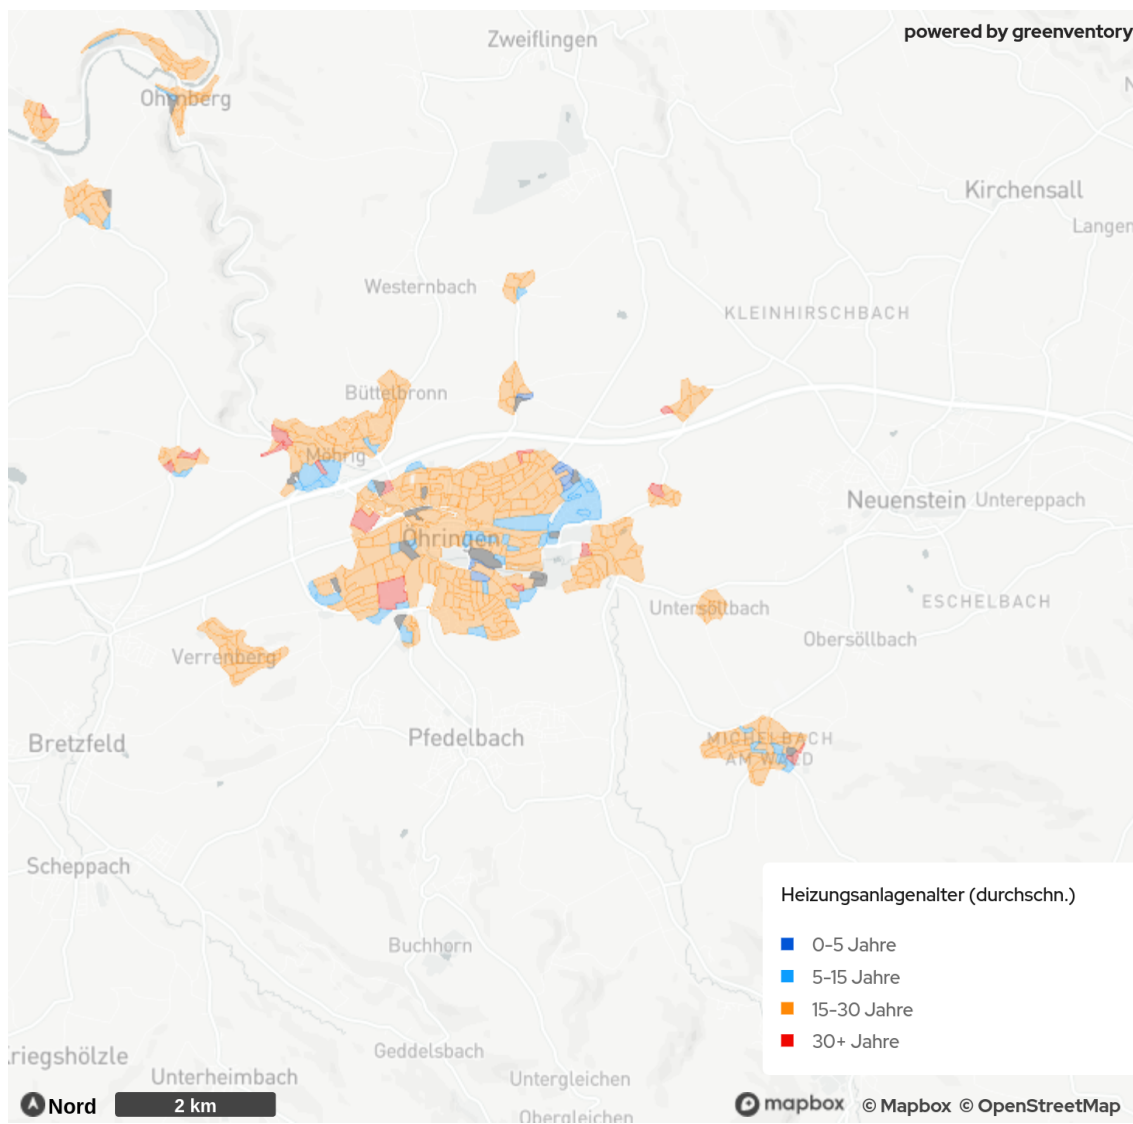 powered by greenventory
Zweiflingen
Ohrnberg
Kirchensall
Langen
Westernbach
KLEINHIRSCHBACH
Büttelbronn
Möhrig
Neuenstein
Untereppach
Öhringen
Untersöllbach
ESCHELBACH
Obersöllbach
Verrenberg
Bretzfeld
Pfedelbach
MICHELBACH
AM WALD
Scheppach
Heizungsanlagenalter (durchschn.)
0-5 Jahre
5-15 Jahre
15-30 Jahre
30+ Jahre
Buchhorn
Geddelsbach
riegshölzle
Unterheimbach
Untergleichen
Obergleichen
Nord
2 km
mapbox
© Mapbox © OpenStreetMap